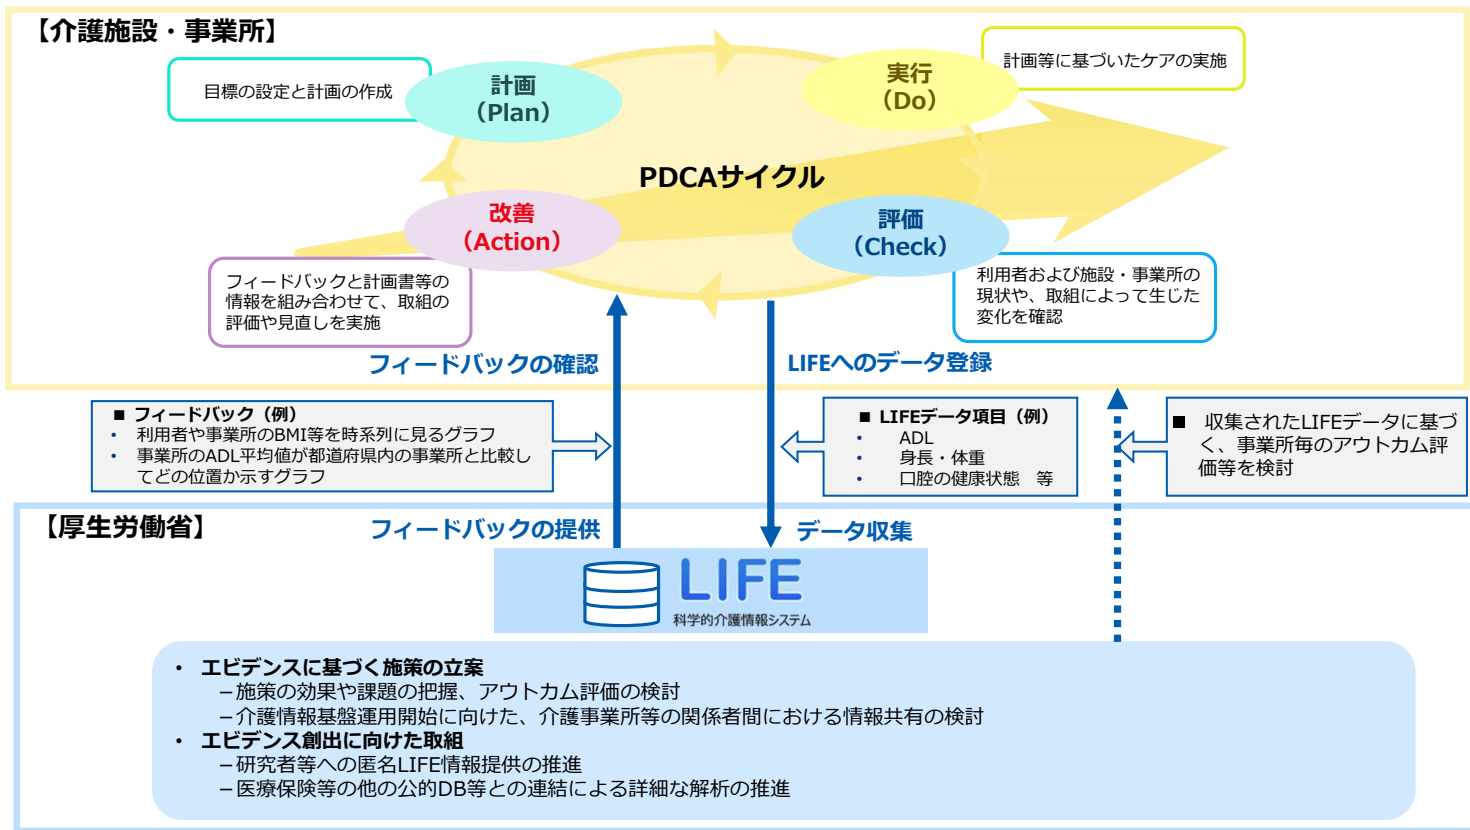 【介護施設・事業所】
目標の設定と計画の作成
計画
（Plan）
実行
（Do）
計画等に基づいたケアの実施
PDCAサイクル
改善
（Action）
評価
（Check）
フィードバックと計画書等の
情報を組み合わせて、取組の
評価や見直しを実施
利用者および施設・事業所の
現状や、取組によって生じた
変化を確認
フィードバックの確認
LIFEへのデータ登録
■ フィードバック（例）
• 利用者や事業所のBMI等を時系列に見るグラフ
• 事業所のADL平均値が都道府県内の事業所と比較し
てどの位置か示すグラフ
■ LIFEデータ項目（例）
• ADL
• 身長・体重
• 口腔の健康状態　等
■ 収集されたLIFEデータに基づ
く、事業所毎のアウトカム評
価等を検討
【厚生労働省】
フィードバックの提供
データ収集
LIFE
科学的介護情報システム
• エビデンスに基づく施策の立案
－施策の効果や課題の把握、アウトカム評価の検討
－介護情報基盤運用開始に向けた、介護事業所等の関係者間における情報共有の検討
• エビデンス創出に向けた取組
－研究者等への匿名LIFE情報提供の推進
－医療保険等の他の公的DB等との連結による詳細な解析の推進